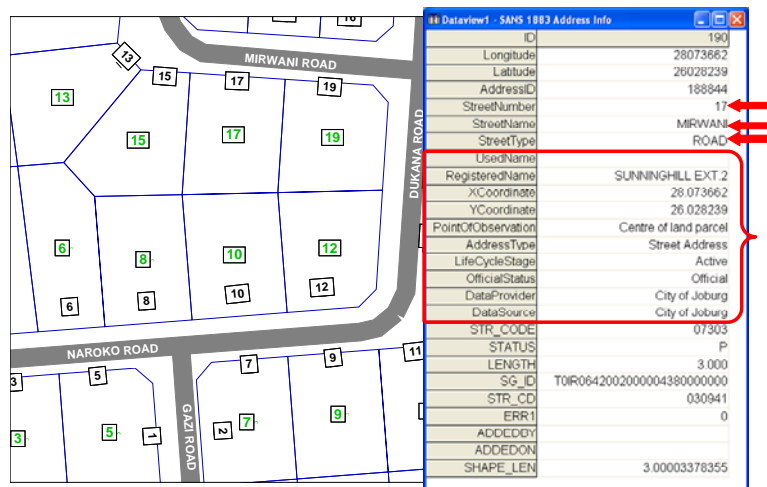 16
13
MIRWANI ROAD
15
17
19
13
15
17
19
DUKANA ROAD
6
8
10
12
6
8
10
12
NAROKO ROAD
3
5
7
9
11
GAZI ROAD
3
5
1
2
7
9
Dataview1 - SANS 1883 Address Info
ID 190
Longitude 28073662
Latitude 26028239
AddressID 188844
StreetNumber 17
StreetName MIRWANI
StreetType ROAD
UsedName
RegisteredName SUNNINGHILL EXT.2
XCoordinate 28.073662
YCoordinate 26.028239
PointOfObservation Centre of land parcel
AddressType Street Address
LifeCycleStage Active
OfficialStatus Official
DataProvider City of Joburg
DataSource City of Joburg
STR_CODE 07303
STATUS P
LENGTH 3.000
SG_ID T0IR0642002000004380000000
STR_CD 030941
ERR1 0
ADDEDBY
ADDEDON
SHAPE_LEN 3.00003378355